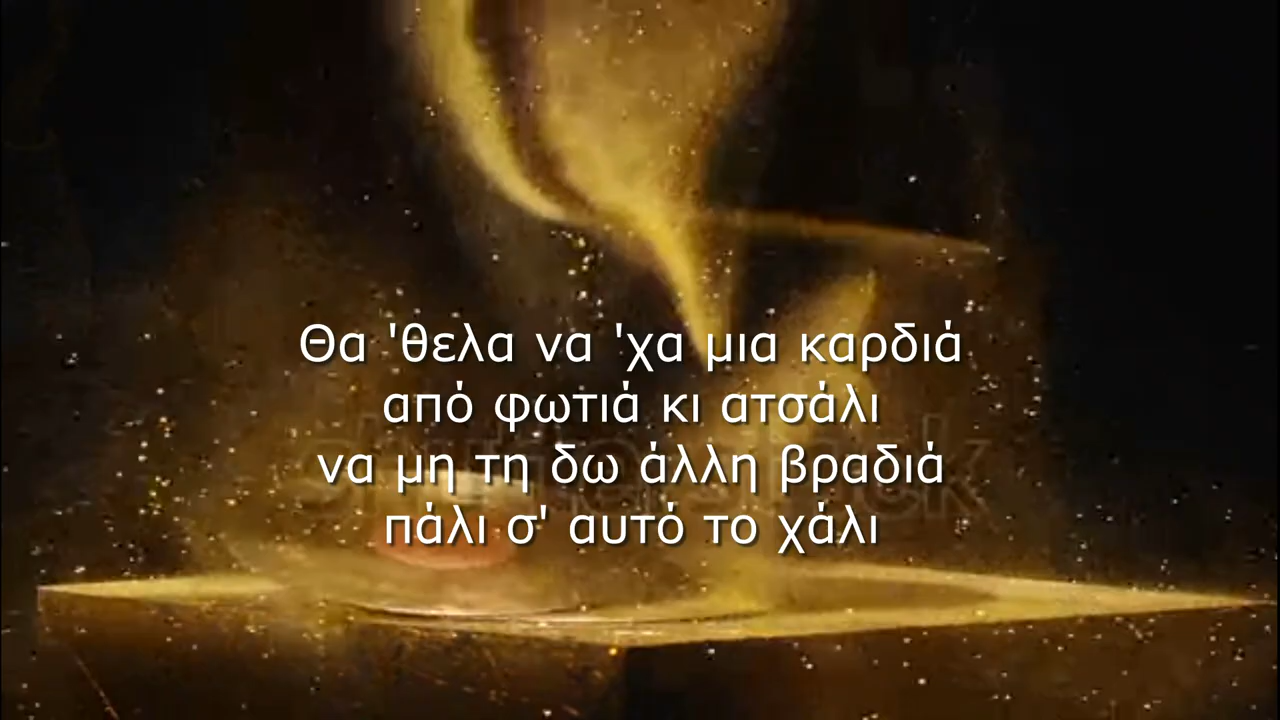 Θα 'θελα να 'χα μια καρδιά
από φωτιά κι ατσάλι
να μη τη δω άλλη βραδιά
πάλι σ' αυτό το χάλι
shutterstock